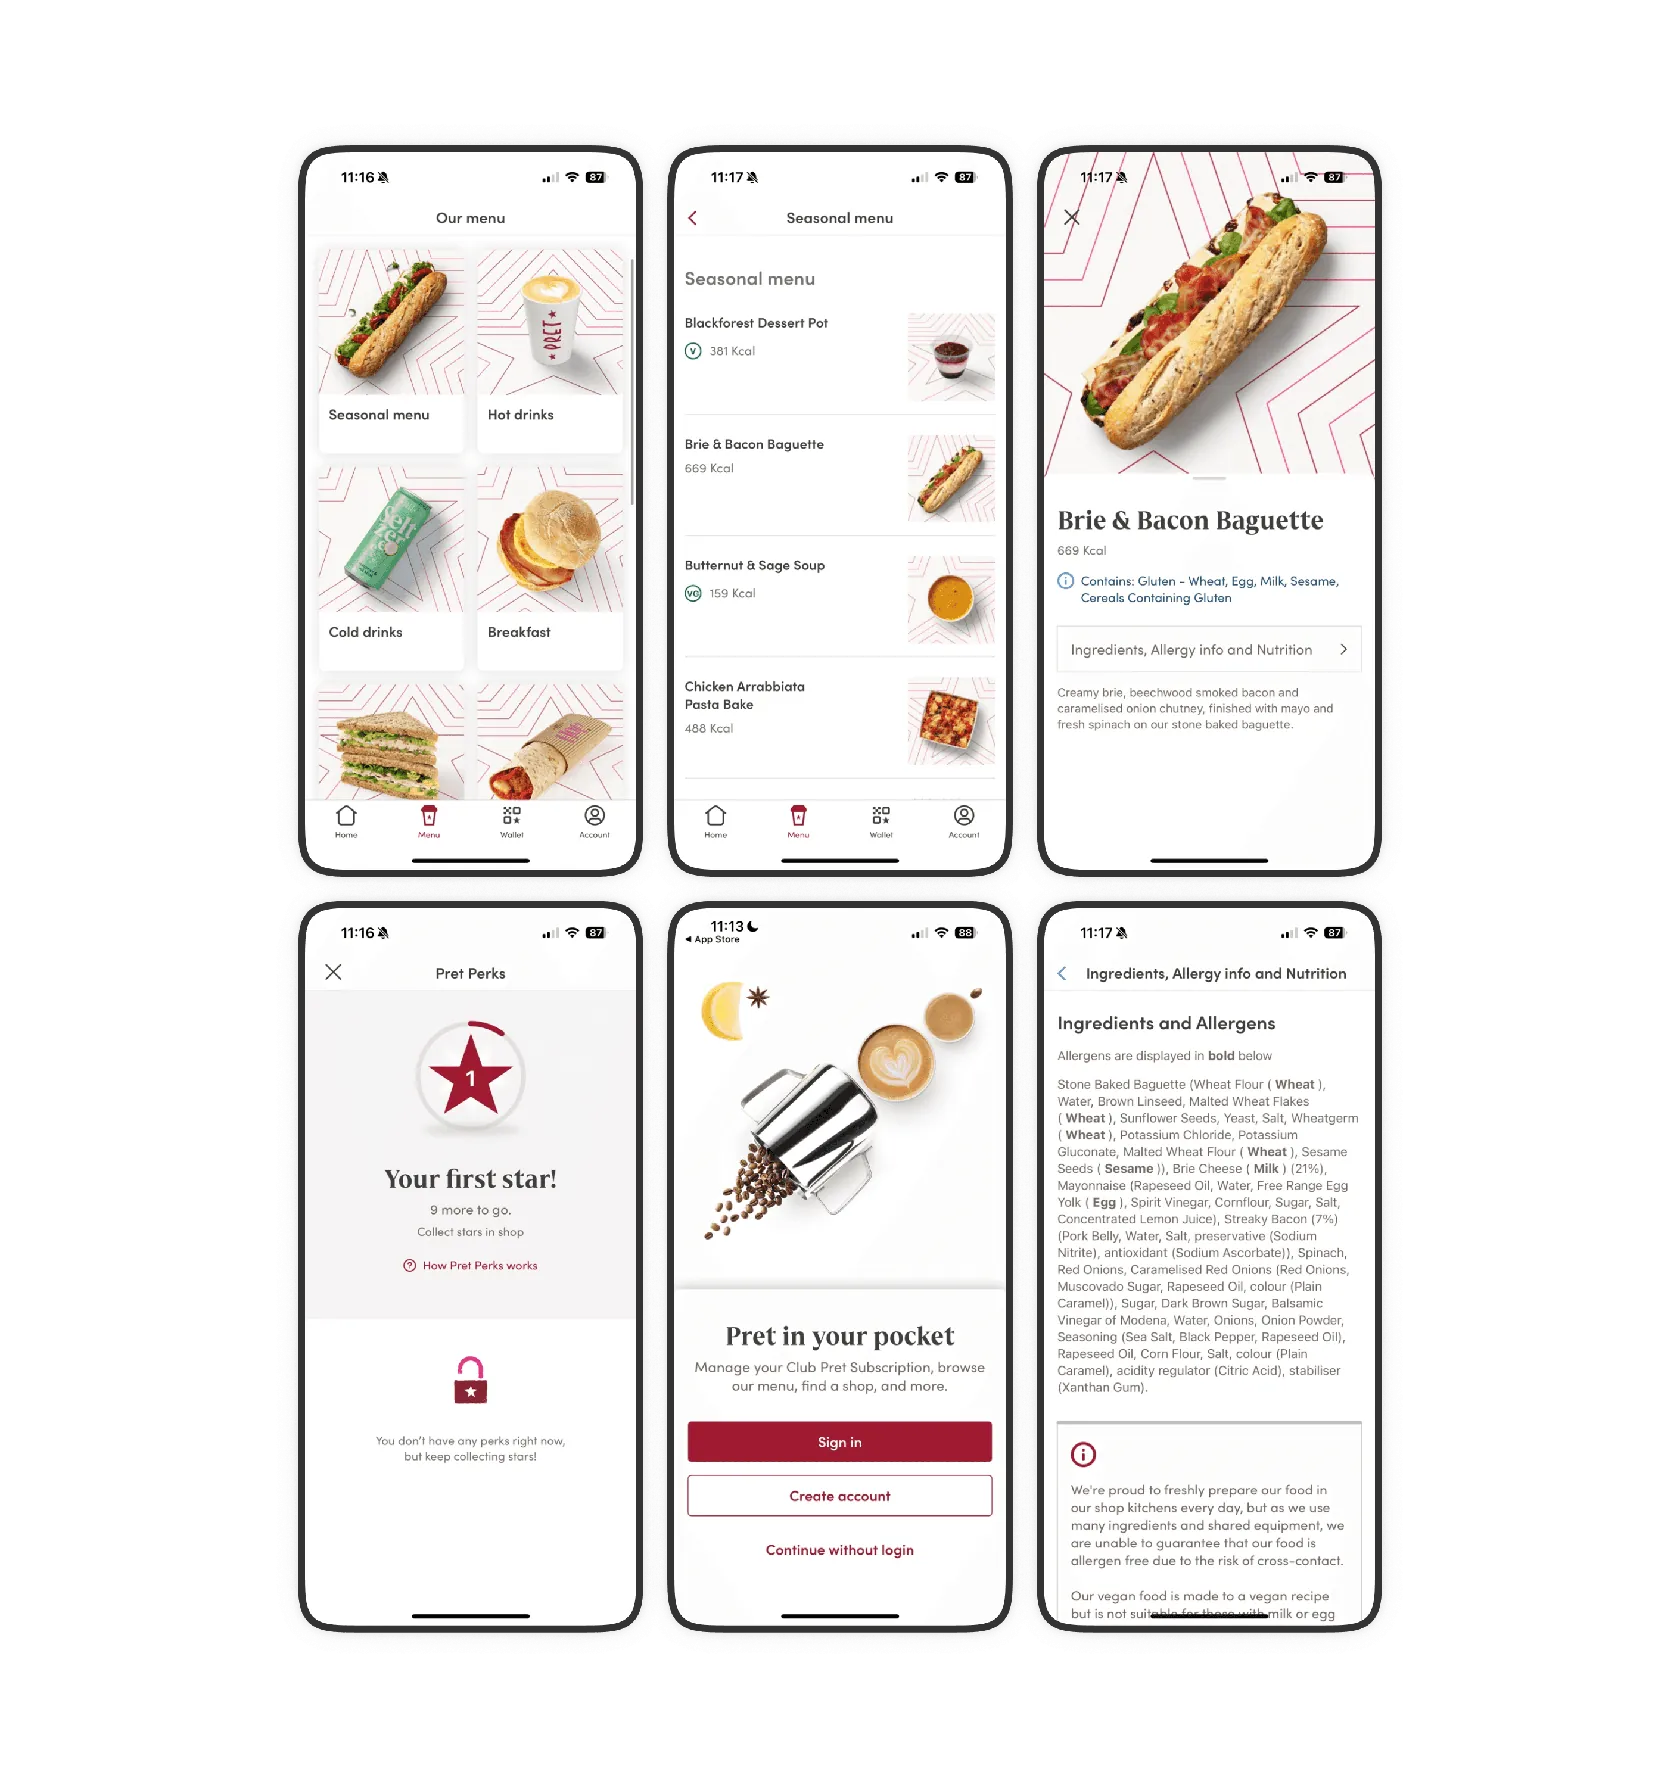 11:16
87
Our menu
PRET
Seasonal menu
Hot drinks
Cold drinks
Breakfast
Home
Menu
Wallet
Account
11:17
87
Seasonal menu
Seasonal menu
Blackforest Dessert Pot
V 381 Kcal
Brie & Bacon Baguette
669 Kcal
Butternut & Sage Soup
VG 159 Kcal
Chicken Arrabbiata
Pasta Bake
488 Kcal
Home
Menu
Wallet
Account
11:17
87
Brie & Bacon Baguette
669 Kcal
Contains: Gluten - Wheat, Egg, Milk, Sesame,
Cereals Containing Gluten
Ingredients, Allergy info and Nutrition
Creamy brie, beechwood smoked bacon and
caramelised onion chutney, finished with mayo and
fresh spinach on our stone baked baguette.
11:16
87
Pret Perks
1
Your first star!
9 more to go.
Collect stars in shop
How Pret Perks works
You don't have any perks right now,
but keep collecting stars!
11:13
88
App Store
Pret in your pocket
Manage your Club Pret Subscription, browse
our menu, find a shop, and more.
Sign in
Create account
Continue without login
11:17
87
Ingredients, Allergy info and Nutrition
Ingredients and Allergens
Allergens are displayed in bold below
Stone Baked Baguette (Wheat Flour ( Wheat ),
Water, Brown Linseed, Malted Wheat Flakes
( Wheat ), Sunflower Seeds, Yeast, Salt, Wheatgerm
( Wheat ), Potassium Chloride, Potassium
Gluconate, Malted Wheat Flour ( Wheat ), Sesame
Seeds ( Sesame )), Brie Cheese ( Milk ) (21%),
Mayonnaise (Rapeseed Oil, Water, Free Range Egg
Yolk ( Egg ), Spirit Vinegar, Cornflour, Sugar, Salt,
Concentrated Lemon Juice), Streaky Bacon (7%)
(Pork Belly, Water, Salt, preservative (Sodium
Nitrite), antioxidant (Sodium Ascorbate)), Spinach,
Red Onions, Caramelised Red Onions (Red Onions,
Muscovado Sugar, Rapeseed Oil, colour (Plain
Caramel)), Sugar, Dark Brown Sugar, Balsamic
Vinegar of Modena, Water, Onions, Onion Powder,
Seasoning (Sea Salt, Black Pepper, Rapeseed Oil),
Rapeseed Oil, Corn Flour, Salt, colour (Plain
Caramel), acidity regulator (Citric Acid), stabiliser
(Xanthan Gum).
We're proud to freshly prepare our food in
our shop kitchens every day, but as we use
many ingredients and shared equipment, we
are unable to guarantee that our food is
allergen free due to the risk of cross-contact.
Our vegan food is made to a vegan recipe
but is not suitable for those with milk or egg